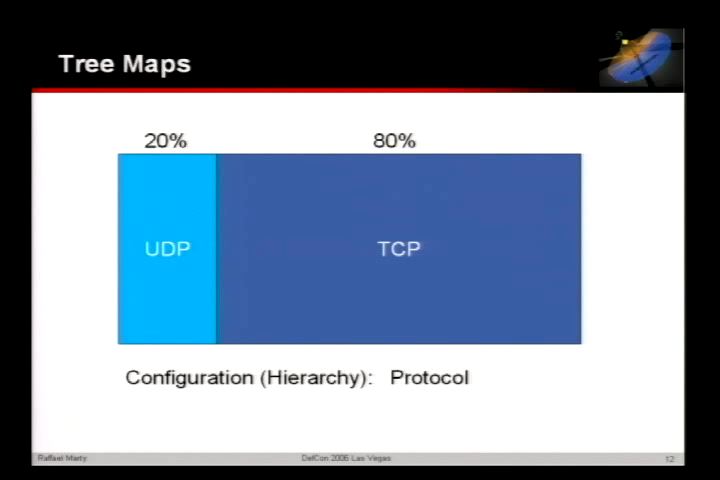 Tree Maps
20% 80%
UDP TCP
Configuration (Hierarchy): Protocol
Raffael Marty DefCon 2006 Las Vegas 12